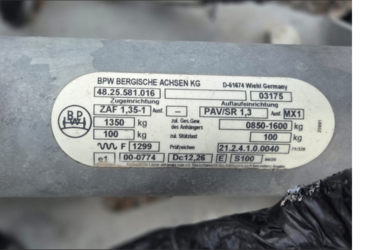 BPW BERGISCHE ACHSEN KG D-51674 Wiehl Germany
48.25.581.016 03175
Zugeinrichtung Auflaufeinrichtung
ZAF 1,35-1 Ausf. – PAV/SR 1,3 Ausf. MX1
1350 kg zul. Ges.Gew. des Anhängers 0850-1600 kg
100 kg zul. Stützlast 100 kg
F 1299 Prüfzeichen 21.2.4.1.0.0040
e1 00-0774 Dc12,26 E S100
BPW